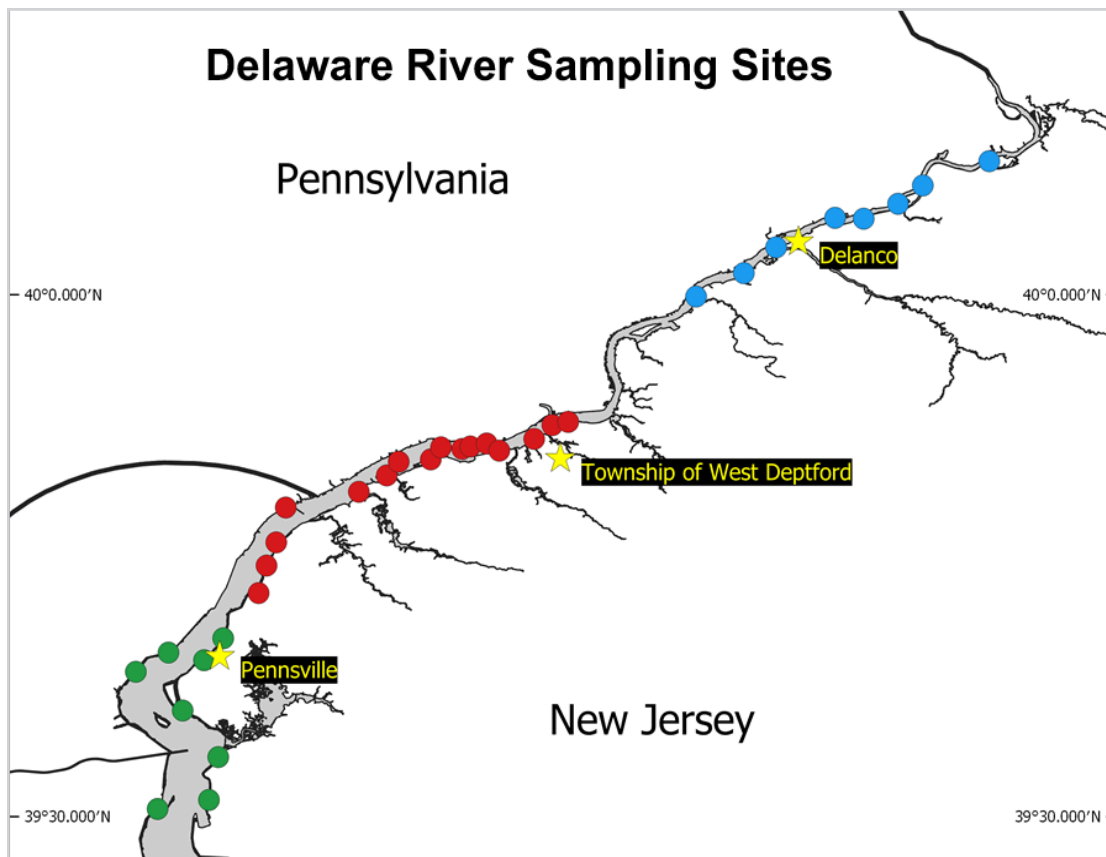 Delaware River Sampling Sites
Pennsylvania
Delanco
40°0.000'N
40°0.000'N
Township of West Deptford
Pennsville
New Jersey
39°30.000'N
39°30.000'N